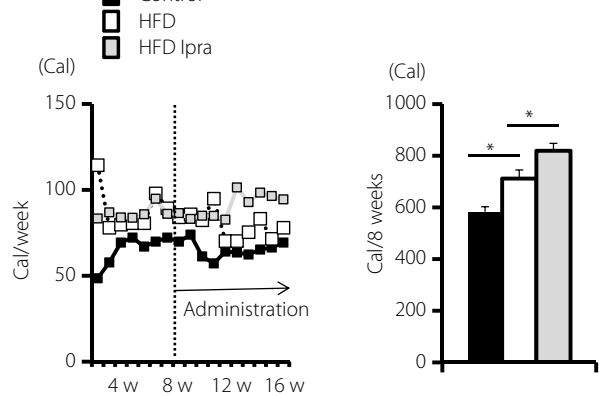 HFD
HFD Ipra
(Cal)
150
100
50
0
Cal/week
Administration
4 w 8 w 12 w 16 w
(Cal)
1000
800
600
400
200
0
Cal/8 weeks
*
*